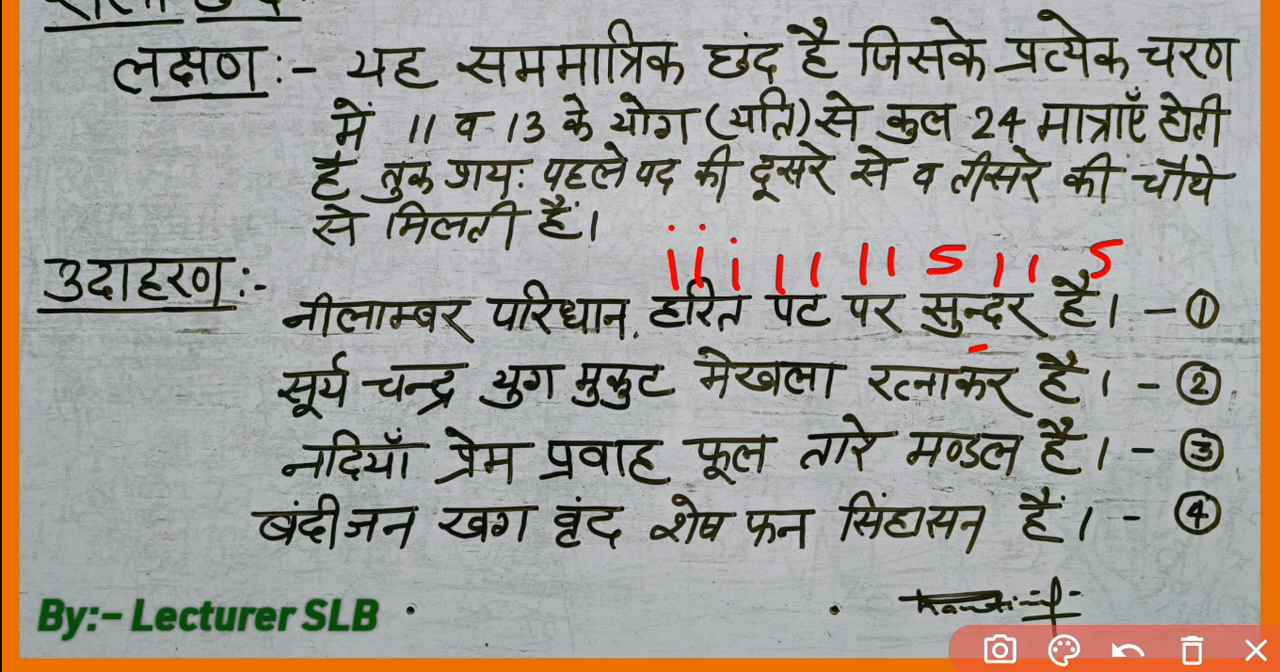 लक्षण :- यह सममात्रिक छंद है जिसके प्रत्येक चरण
में 11 व 13 के योग (यति) से कुल 24 मात्राएँ होती
है तुक प्राय: पहले पद की दूसरे से व तीसरे की चौथे
से मिलती हैं।
I I I I I I I S I I S
उदाहरण :-
नीलाम्बर परिधान, हरित पट पर सुन्दर है। - ①
सूर्य चन्द्र युग मुकुट मेखला रत्नाकर है। - ②
नदियाँ प्रेम प्रवाह फूल तारे मण्डल है। - ③
बंदीजन खग वृंद शेष फन सिंहासन हैं। - ④
By:- Lecturer SLB